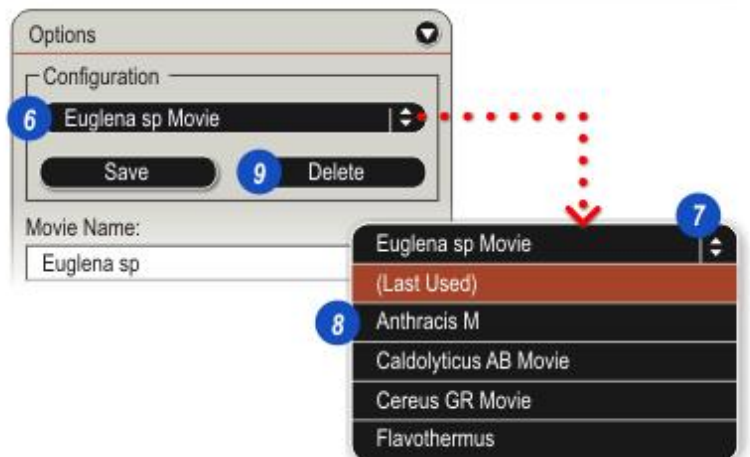 Options
Configuration
6 Euglena sp Movie
Save 9 Delete
Movie Name:
Euglena sp
7
Euglena sp Movie
(Last Used)
8 Anthracis M
Caldolyticus AB Movie
Cereus GR Movie
Flavothermus